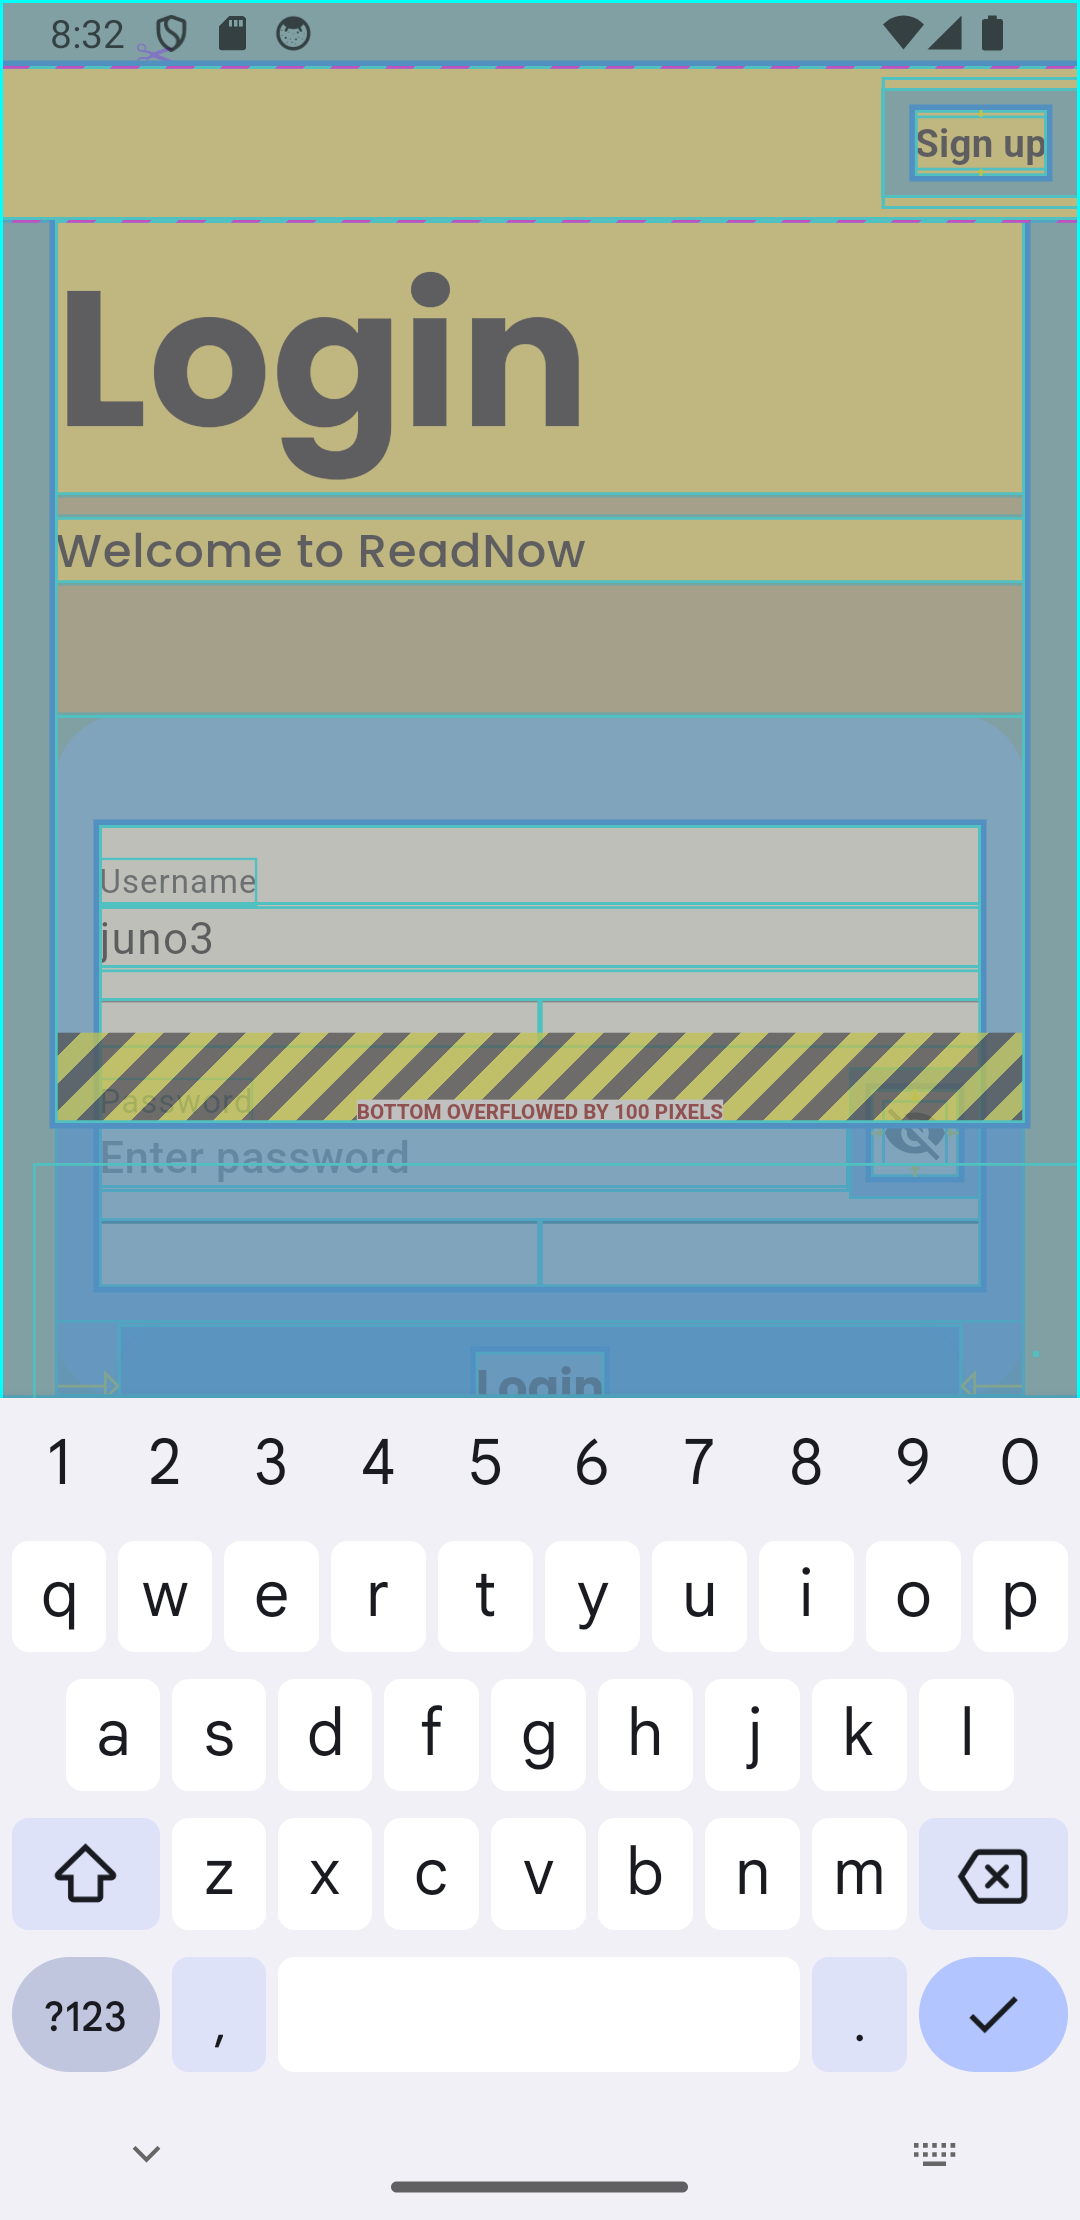 8:32
Sign up
Login
Welcome to ReadNow
Username
juno3
Password
BOTTOM OVERFLOWED BY 100 PIXELS
Enter password
Login
1 2 3 4 5 6 7 8 9 0
q w e r t y u i o p
a s d f g h j k l
z x c v b n m
?123 , .